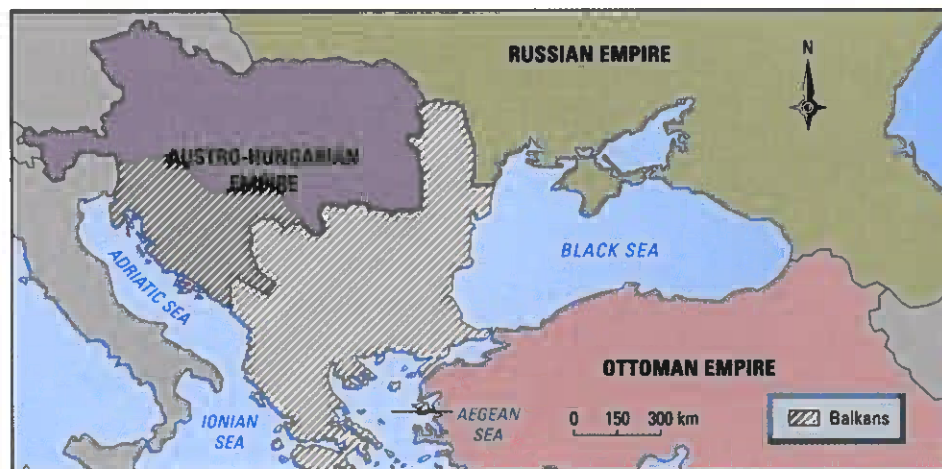 RUSSIAN EMPIRE
N
AUSTRO-HUNGARIAN
EMPIRE
BLACK SEA
ADRIATIC SEA
OTTOMAN EMPIRE
IONIAN
SEA
AEGEAN
SEA
0 150 300 km
Balkans